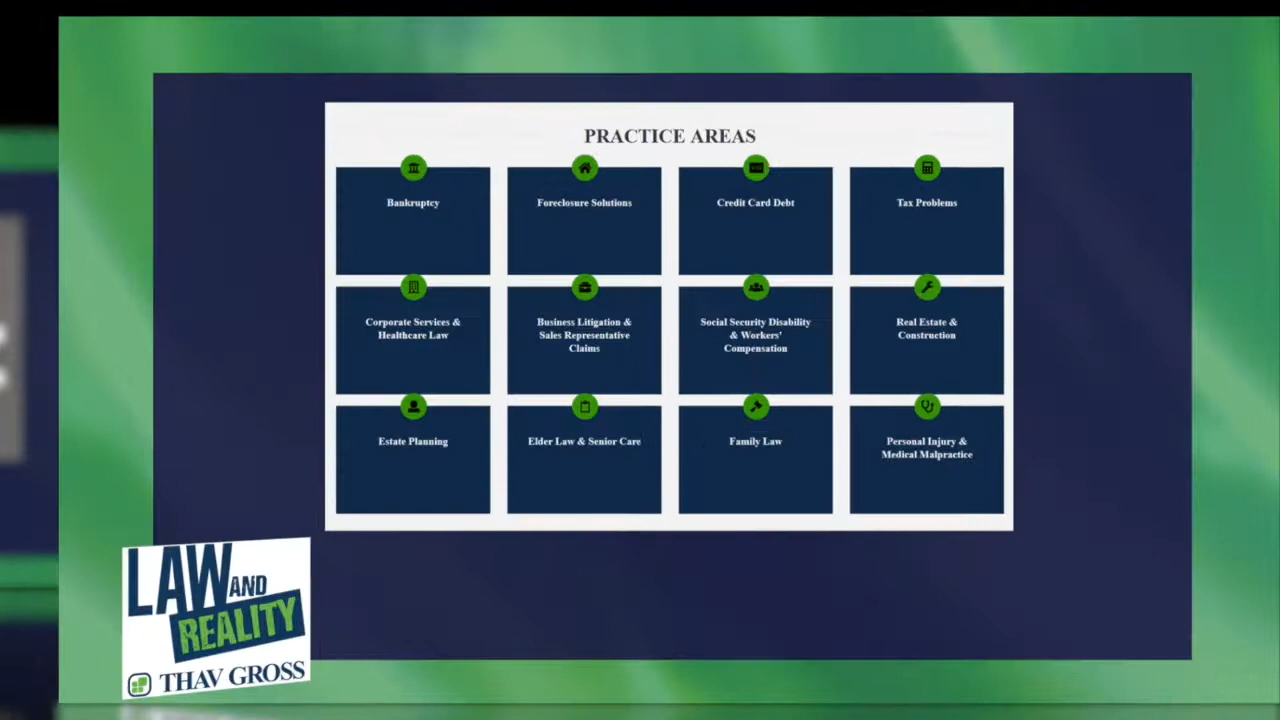 PRACTICE AREAS
Bankruptcy
Foreclosure Solutions
Credit Card Debt
Tax Problems
Corporate Services &
Healthcare Law
Business Litigation &
Sales Representative
Claims
Social Security Disability
& Workers'
Compensation
Real Estate &
Construction
Estate Planning
Elder Law & Senior Care
Family Law
Personal Injury &
Medical Malpractice
LAW AND
REALITY
THAV GROSS